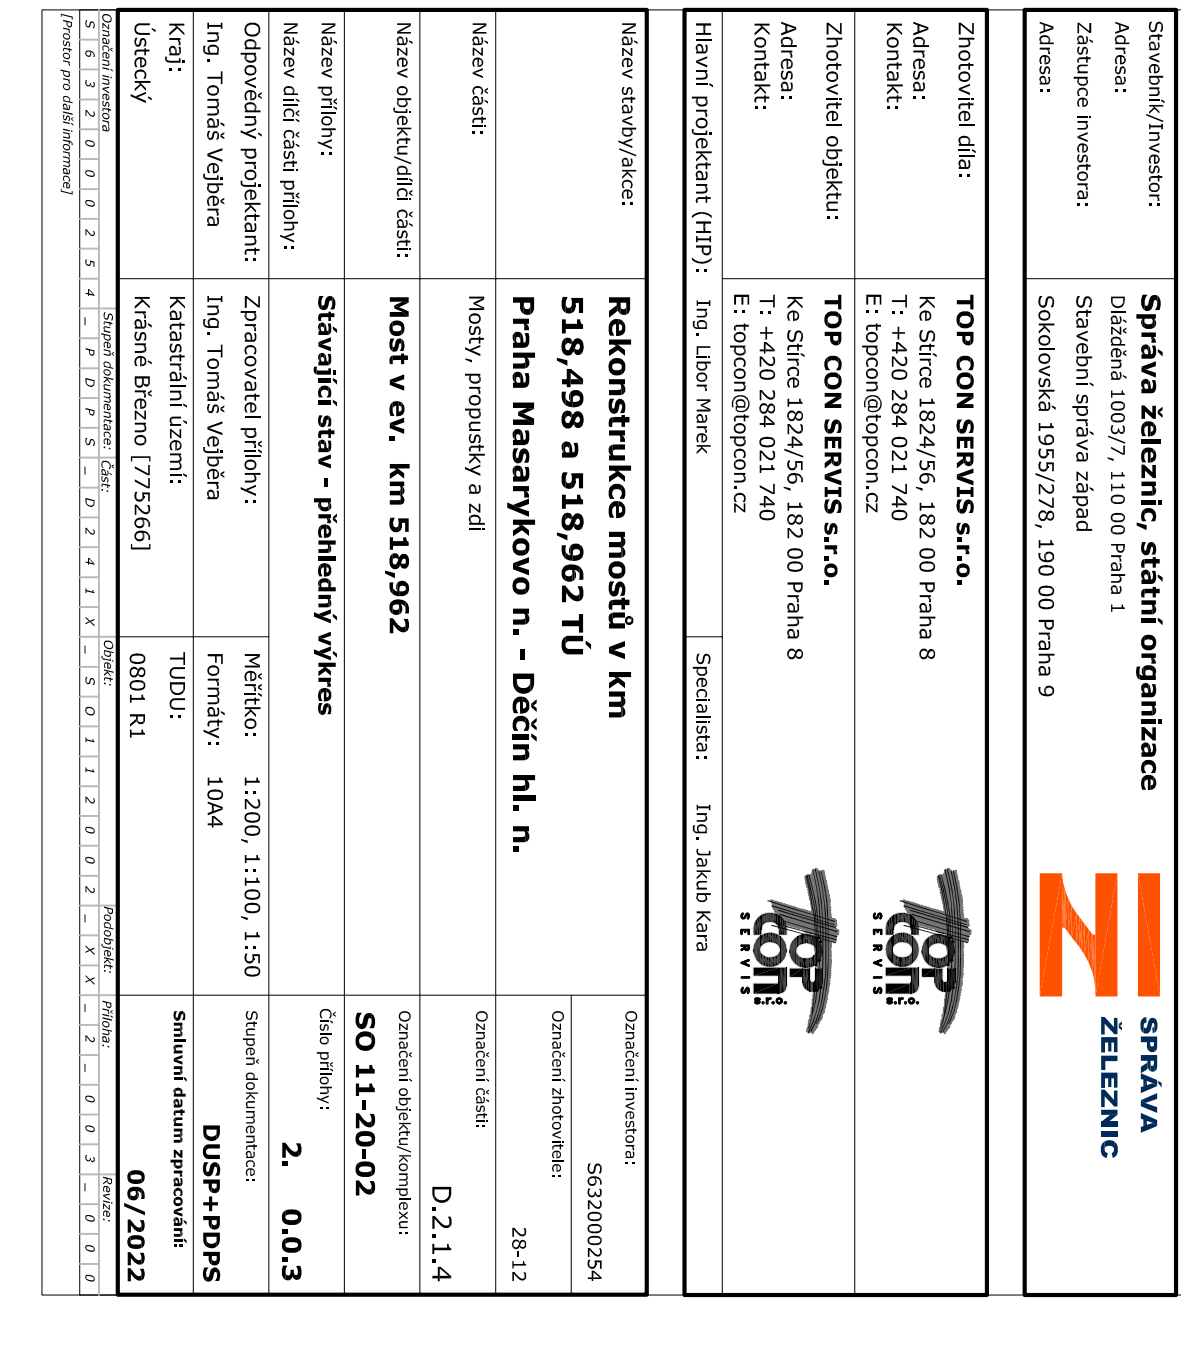 Stavebník/Investor: Správa železnic, státní organizace
Adresa: Dlážděná 1003/7, 110 00 Praha 1
Zástupce investora: Stavební správa západ
Adresa: Sokolovská 1955/278, 190 00 Praha 9
SPRÁVA
ŽELEZNIC
Zhotovitel díla: TOP CON SERVIS s.r.o.
Adresa: Ke Stírce 1824/56, 182 00 Praha 8
Kontakt: T: +420 284 021 740
E: topcon@topcon.cz
TOP
CON
s.r.o.
SERVIS
Zhotovitel objektu: TOP CON SERVIS s.r.o.
Adresa: Ke Stírce 1824/56, 182 00 Praha 8
Kontakt: T: +420 284 021 740
E: topcon@topcon.cz
TOP
CON
s.r.o.
SERVIS
Hlavní projektant (HIP): Ing. Libor Marek Specialista: Ing. Jakub Kara
Název stavby/akce: Rekonstrukce mostů v km
518,498 a 518,962 TÚ
Praha Masarykovo n. - Děčín hl. n.
Označení investora:
S632000254
Označení zhotovitele:
28-12
Název části: Mosty, propustky a zdi
Označení části:
D.2.1.4
Název objektu/dílčí části: Most v ev. km 518,962
Označení objektu/komplexu:
SO 11-20-02
Název přílohy: Stávající stav - přehledný výkres
Název dílčí části přílohy:
Číslo přílohy:
2. 0.0.3
Odpovědný projektant: Zpracovatel přílohy: Měřítko: 1:200, 1:100, 1:50
Ing. Tomáš Vejběra Ing. Tomáš Vejběra Formáty: 10A4
Stupeň dokumentace:
DUSP+PDPS
Kraj: Katastrální území: TUDU:
Ústecký Krásné Březno [775266] 0801 R1
Smluvní datum zpracování:
06/2022
Označení investora Stupeň dokumentace: Část: Objekt: Podobjekt: Příloha: Revize:
S 6 3 2 0 0 0 2 5 4 _ P D P S _ D 2 4 1 X _ S O 1 1 2 0 0 2 _ X X _ 2 _ 0 0 3 _ 0 0 0
[Prostor pro další informace]